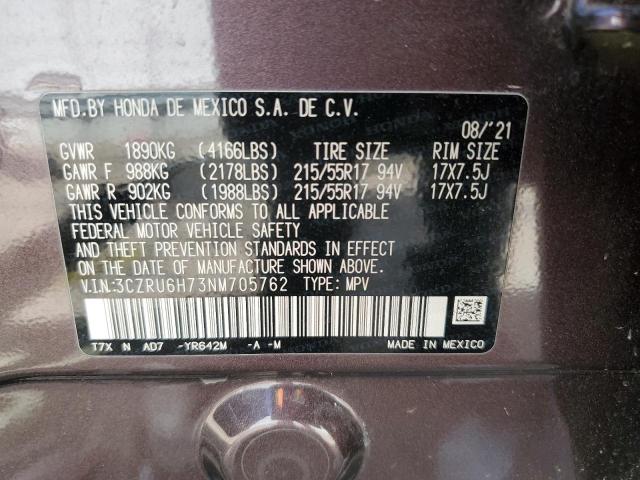 MFD.BY HONDA DE MEXICO S.A. DE C.V.
08/'21
GVWR 1890KG (4166LBS) TIRE SIZE RIM SIZE
GAWR F 988KG (2178LBS) 215/55R17 94V 17X7.5J
GAWR R 902KG (1988LBS) 215/55R17 94V 17X7.5J
THIS VEHICLE CONFORMS TO ALL APPLICABLE
FEDERAL MOTOR VEHICLE SAFETY
AND THEFT PREVENTION STANDARDS IN EFFECT
ON THE DATE OF MANUFACTURE SHOWN ABOVE.
V.I.N:3CZRU6H73NM705762 TYPE: MPV
T7X N AD7 -YR642M -A -M MADE IN MEXICO